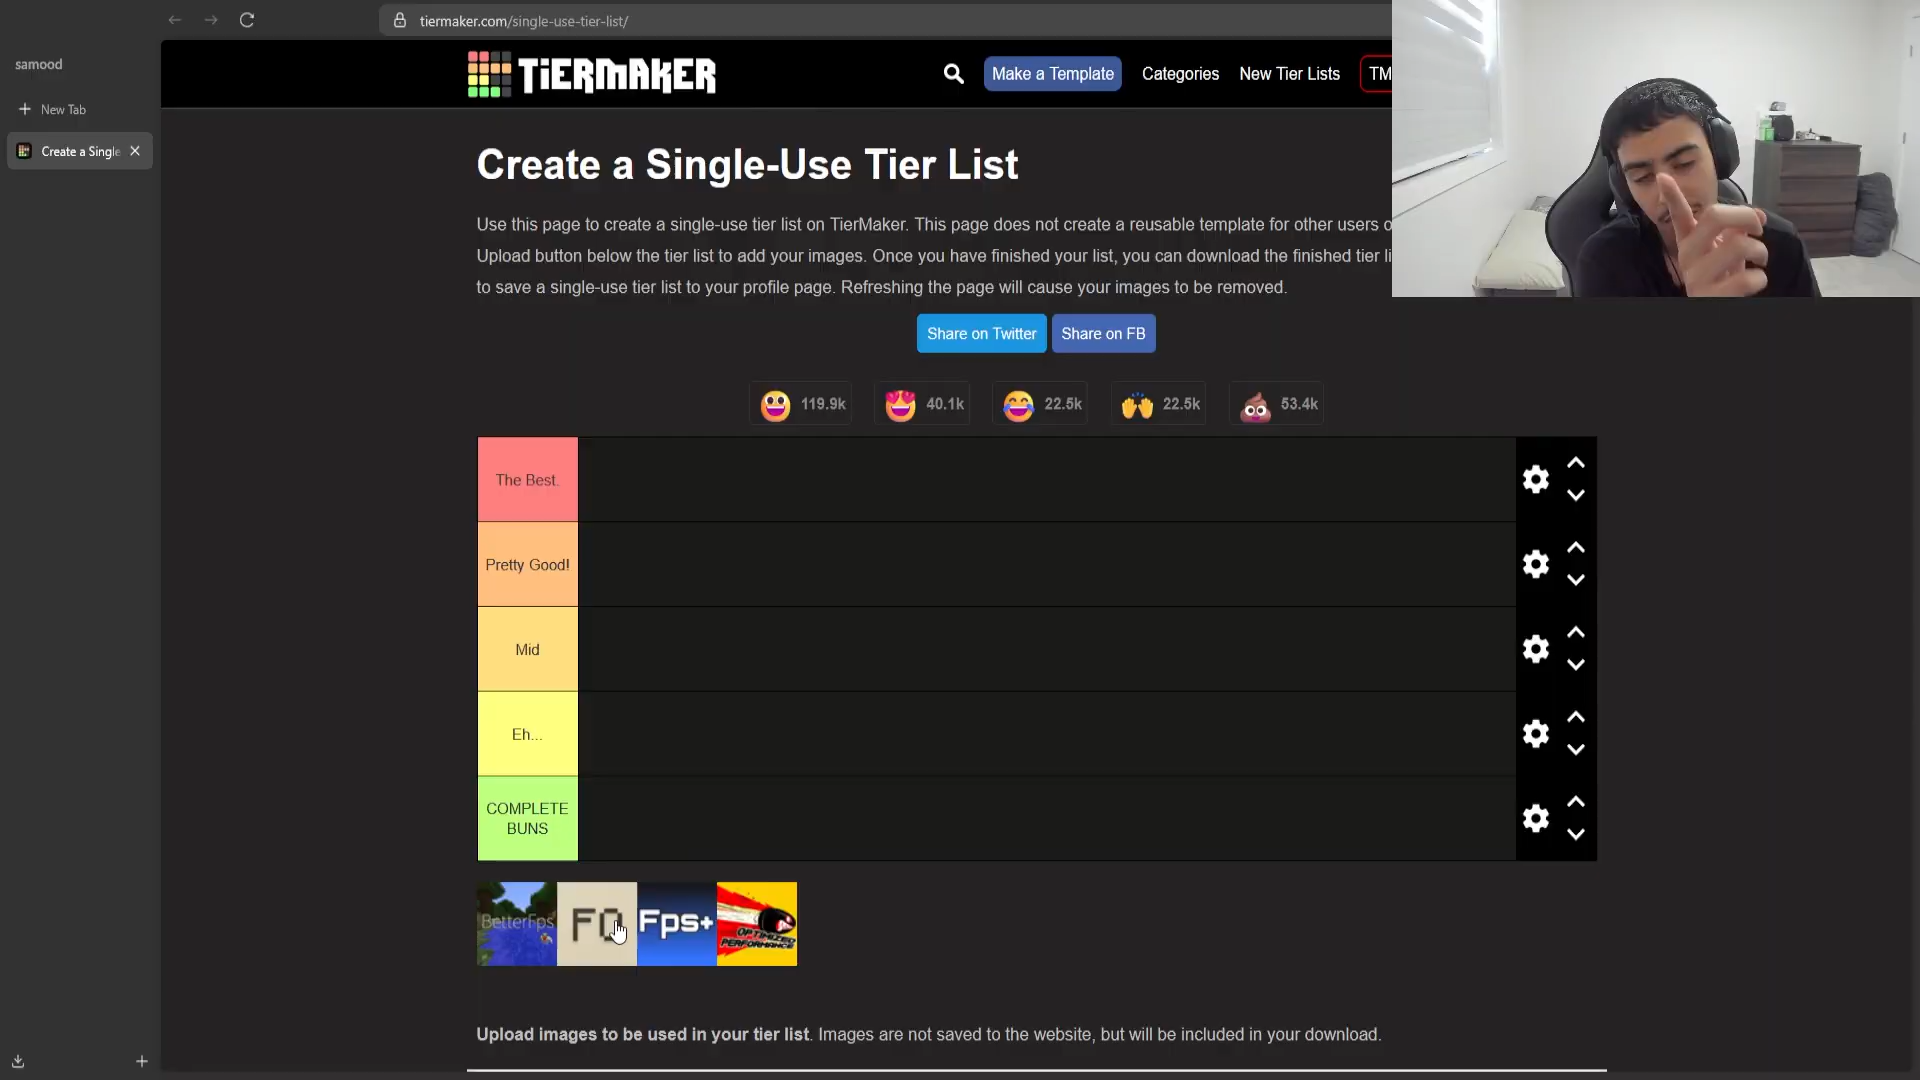 tiermaker.com/single-use-tier-list/
samood
New Tab
Create a Single
TiERMAKER
Make a Template
Categories
New Tier Lists
TM
Create a Single-Use Tier List
Use this page to create a single-use tier list on TierMaker. This page does not create a reusable template for other users o
Upload button below the tier list to add your images. Once you have finished your list, you can download the finished tier li
to save a single-use tier list to your profile page. Refreshing the page will cause your images to be removed.
Share on Twitter
Share on FB
119.9k
40.1k
22.5k
22.5k
53.4k
The Best.
Pretty Good!
Mid
Eh...
COMPLETE
BUNS
BetterFps
FO
Fps+
OPTIMIZED
PERFORMANCE
Upload images to be used in your tier list. Images are not saved to the website, but will be included in your download.